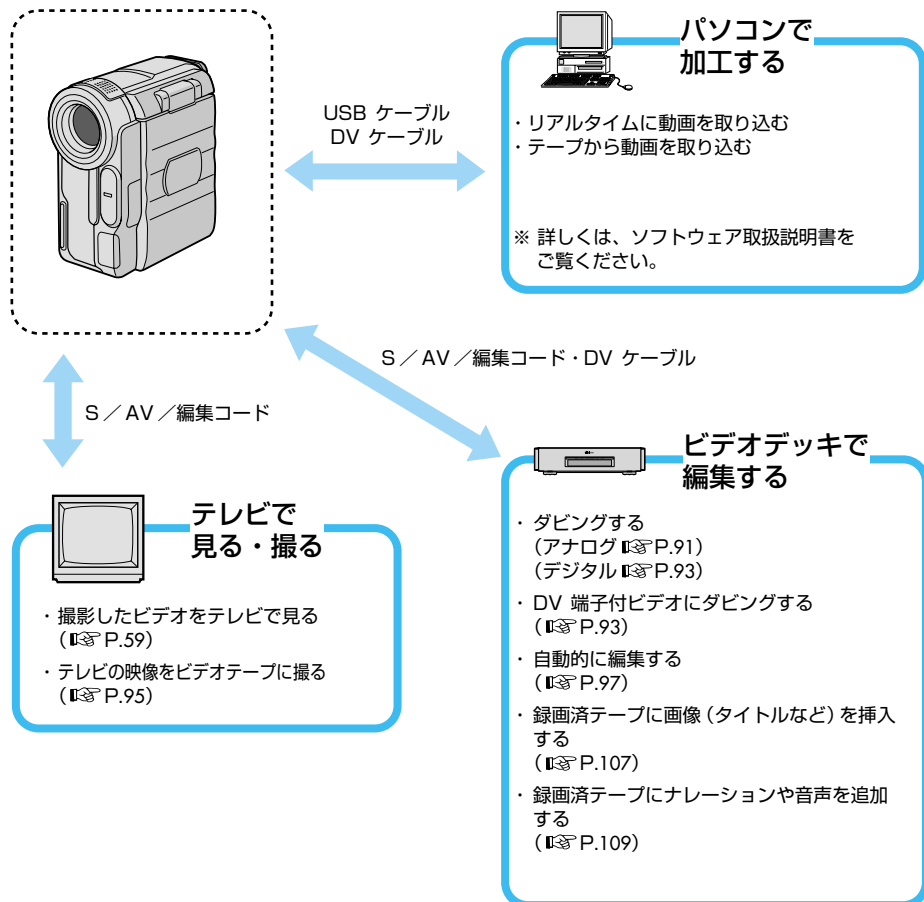 パソコンで
加工する
USB ケーブル
DV ケーブル
・リアルタイムに動画を取り込む
・テープから動画を取り込む
※ 詳しくは、ソフトウェア取扱説明書を
ご覧ください。
S／AV／編集コード・DV ケーブル
S／AV／編集コード
ビデオデッキで
編集する
・ダビングする
（アナログ ☞ P.91）
（デジタル ☞ P.93）
・DV 端子付ビデオにダビングする
（☞ P.93）
・自動的に編集する
（☞ P.97）
・録画済テープに画像（タイトルなど）を挿入
する
（☞ P.107）
・録画済テープにナレーションや音声を追加
する
（☞ P.109）
テレビで
見る・撮る
・撮影したビデオをテレビで見る
（☞ P.59）
・テレビの映像をビデオテープに撮る
（☞ P.95）